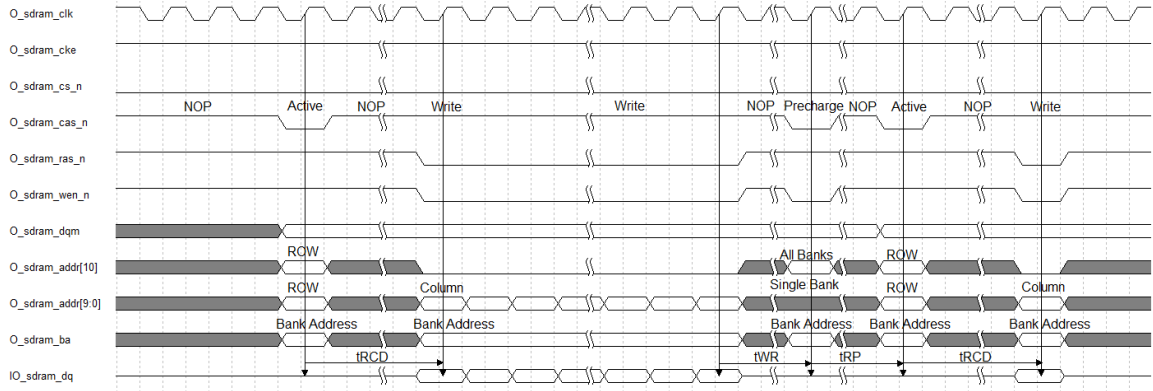 O_sdram_clk
O_sdram_cke
O_sdram_cs_n
NOP Active NOP Write Write NOP Precharge NOP Active NOP Write
O_sdram_cas_n
O_sdram_ras_n
O_sdram_wen_n
O_sdram_dqm
ROW All Banks ROW
O_sdram_addr[10]
ROW Column Single Bank ROW Column
O_sdram_addr[9:0]
Bank Address Bank Address Bank Address Bank Address Bank Address
O_sdram_ba
tRCD tWR tRP tRCD
IO_sdram_dq